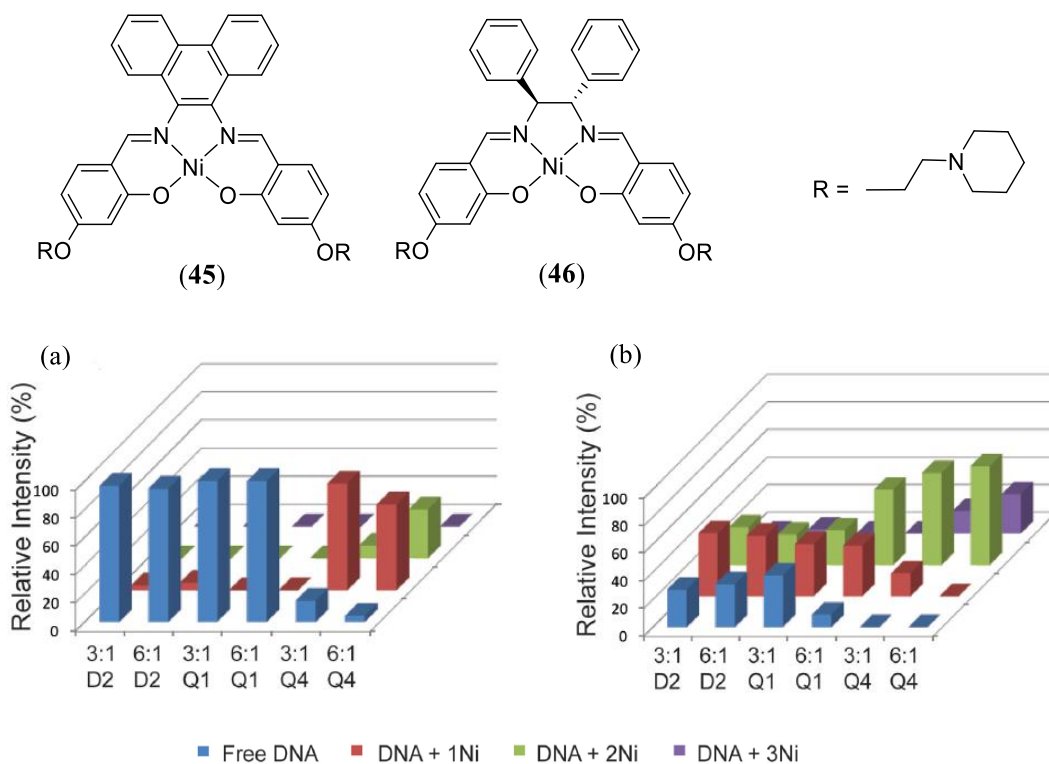 N N
Ni
O O
RO OR
(45)
N N
Ni
O O
RO OR
(46)
R = N
(a)
Relative Intensity (%)
100
80
60
40
20
0
3:1 6:1 3:1 6:1 3:1 6:1
D2 D2 Q1 Q1 Q4 Q4
(b)
Relative Intensity (%)
100
80
60
40
20
0
3:1 6:1 3:1 6:1 3:1 6:1
D2 D2 Q1 Q1 Q4 Q4
Free DNA DNA + 1Ni DNA + 2Ni DNA + 3Ni